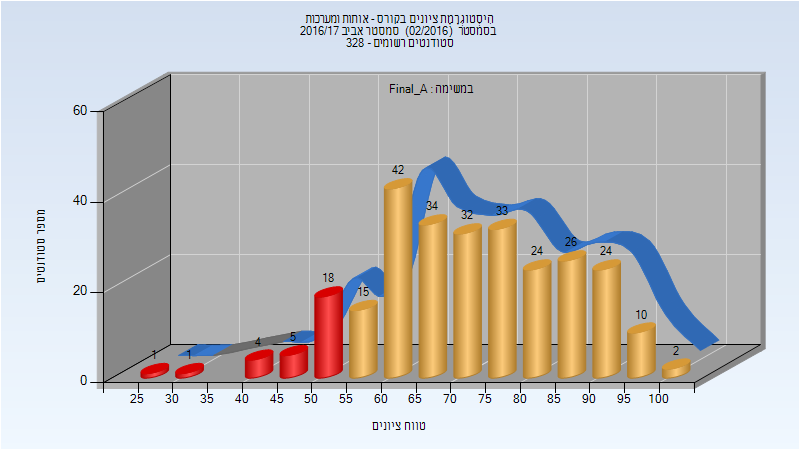 היסטוגרמת ציונים בקורס - אותות ומערכות
בסמסטר (02/2016) סמסטר אביב 2016/17
סטודנטים רשומים - 328
במשימה : Final_A
מספר סטודנטים
60
40
20
0
1
1
4
5
18
15
42
34
32
33
24
26
24
10
2
25 30 35 40 45 50 55 60 65 70 75 80 85 90 95 100
טווח ציונים